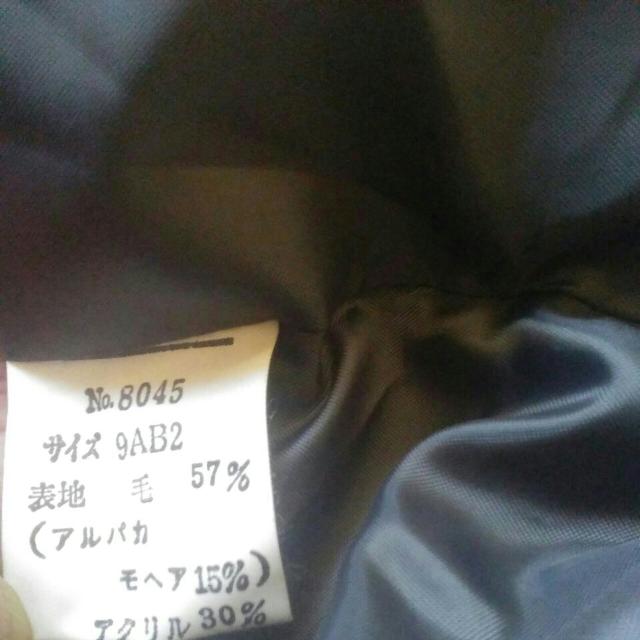 No.8045
サイズ 9AB2
表地 毛 57%
(アルパカ
モヘア15%)
アクリル30%